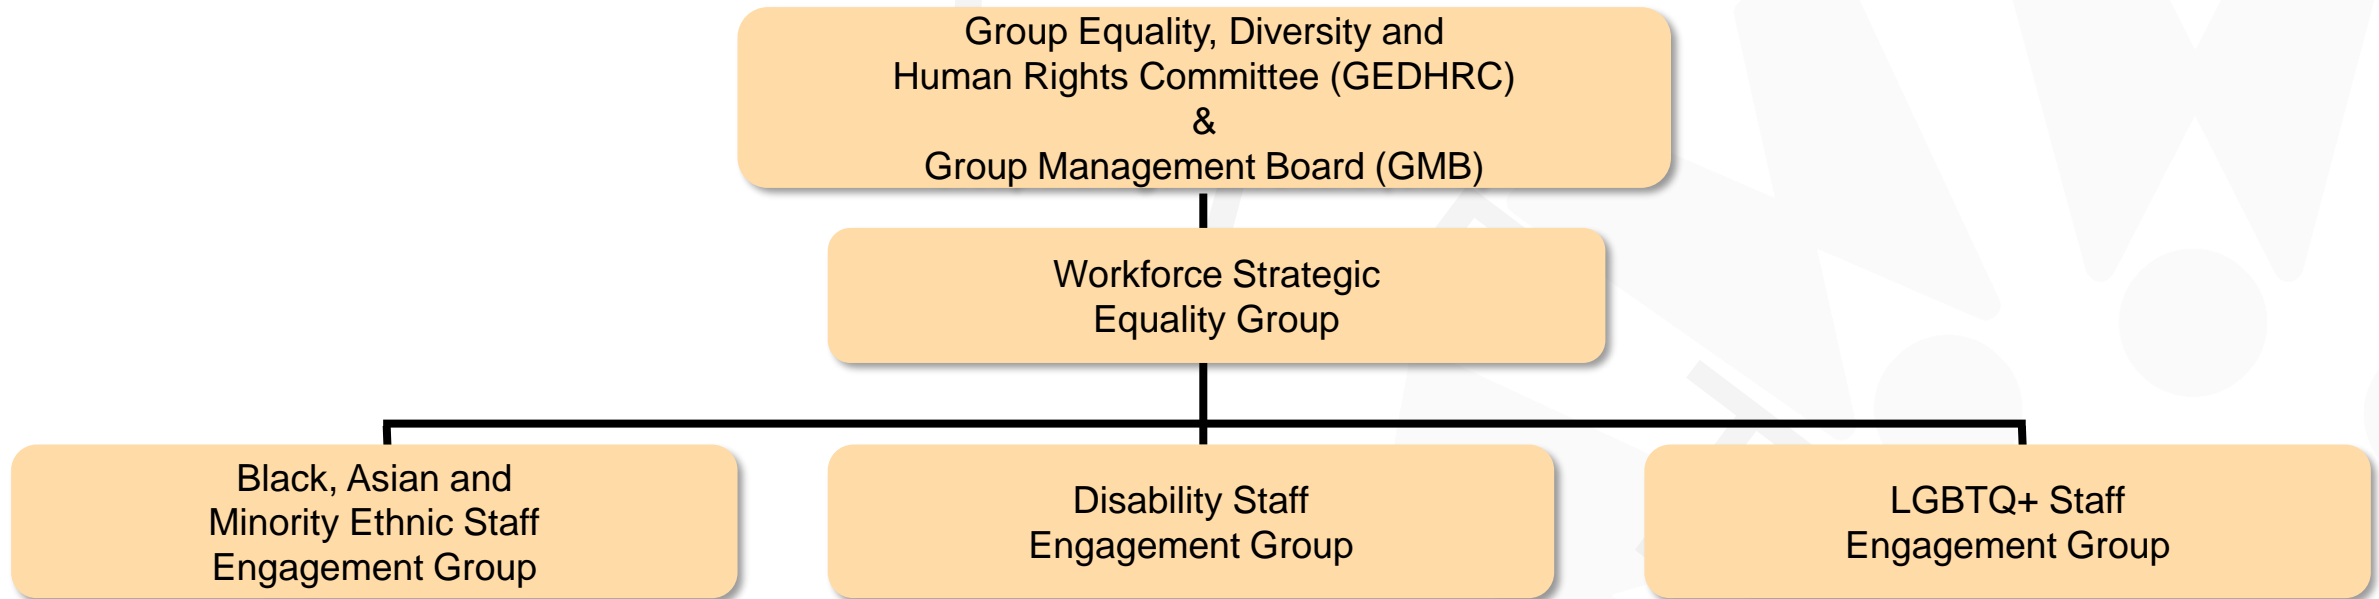 Group Equality, Diversity and
Human Rights Committee (GEDHRC)
&
Group Management Board (GMB)
Workforce Strategic
Equality Group
Black, Asian and
Minority Ethnic Staff
Engagement Group
Disability Staff
Engagement Group
LGBTQ+ Staff
Engagement Group